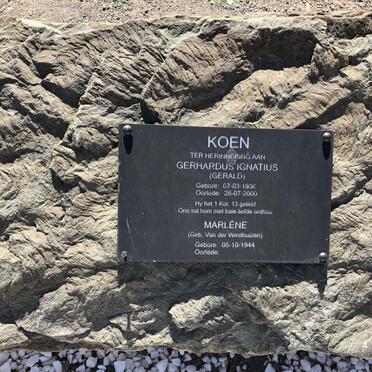 KOEN
TER HERINNERING AAN
GERHARDUS IGNATIUS
(GERALD)
Gebore: 07-03-1936
Oorlede: 26-07-2000
Hy het 1 Kor. 13 geleef.
Ons sal hom met baie liefde onthou
MARLÈNE
(Geb. Van der Westhuizen)
Gebore: 05-10-1944
Oorlede: